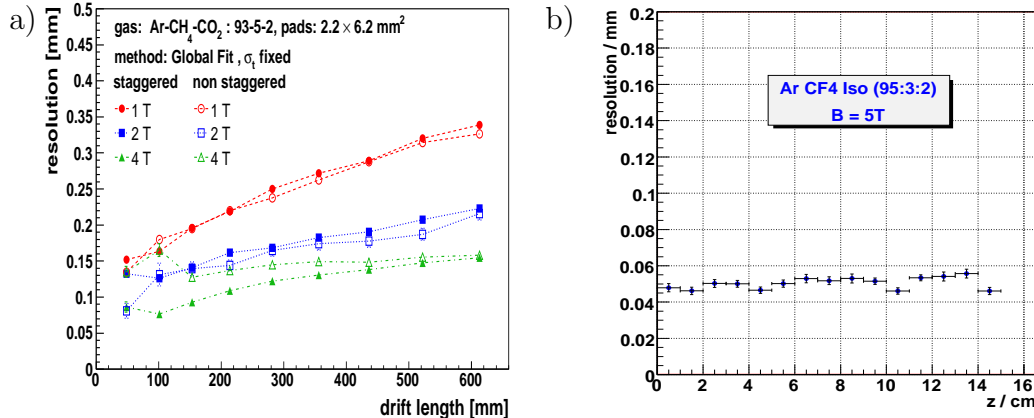 a)
resolution [mm]
0.5
0.45
0.4
0.35
0.3
0.25
0.2
0.15
0.1
0.05
0
gas: Ar-CH4-CO2 : 93-5-2, pads: 2.2 × 6.2 mm2
method: Global Fit , σt fixed
staggered non staggered
1 T 1 T
2 T 2 T
4 T 4 T
0 100 200 300 400 500 600
drift length [mm]
b)
resolution / mm
0.2
0.18
0.16
0.14
0.12
0.1
0.08
0.06
0.04
0.02
0
Ar CF4 Iso (95:3:2)
B = 5T
0 2 4 6 8 10 12 14 16
z / cm